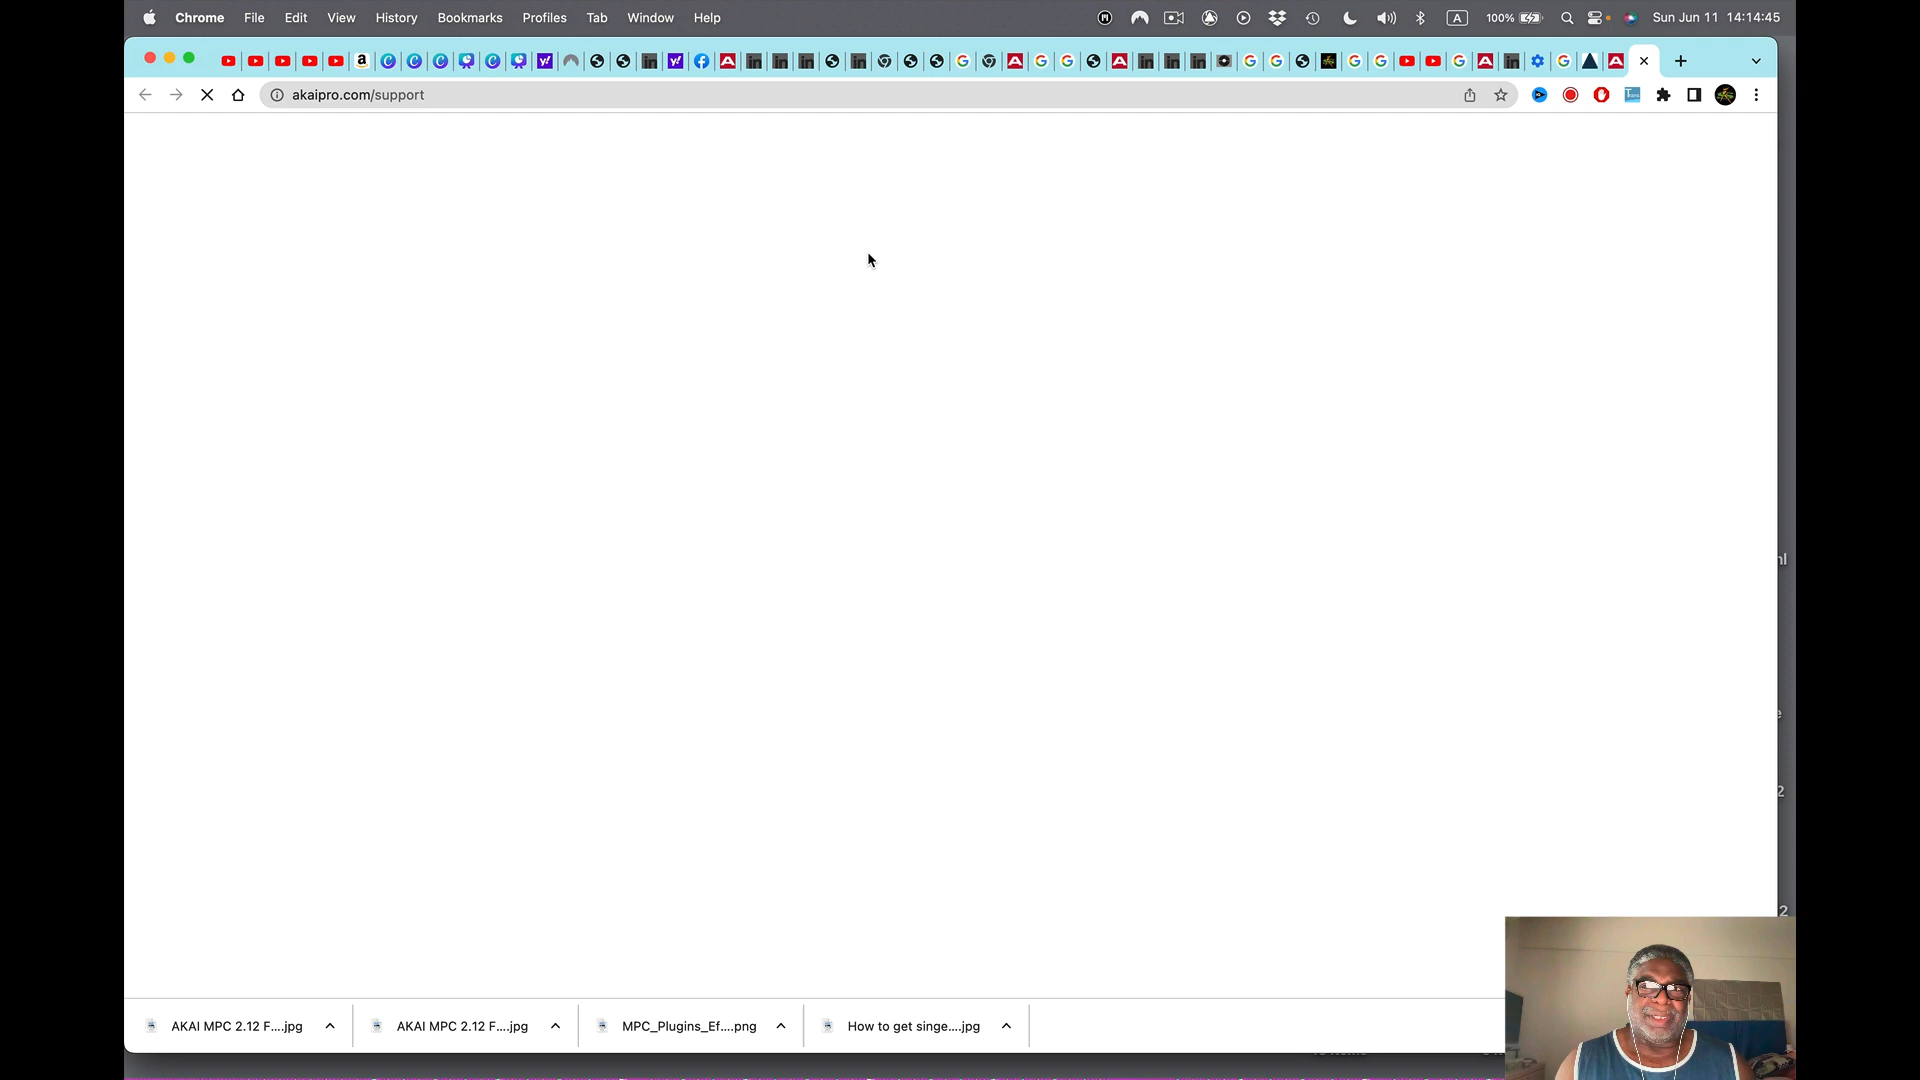 Chrome File Edit View History Bookmarks Profiles Tab Window Help 100% Sun Jun 11 14:14:45
akaipro.com/support
AKAI MPC 2.12 F....jpg AKAI MPC 2.12 F....jpg MPC_Plugins_Ef....png How to get singe....jpg